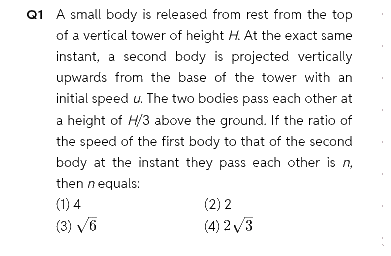 Q1 A small body is released from rest from the top
of a vertical tower of height H. At the exact same
instant, a second body is projected vertically
upwards from the base of the tower with an
initial speed u. The two bodies pass each other at
a height of H/3 above the ground. If the ratio of
the speed of the first body to that of the second
body at the instant they pass each other is n,
then n equals:
(1) 4 (2) 2
(3) √6 (4) 2√3